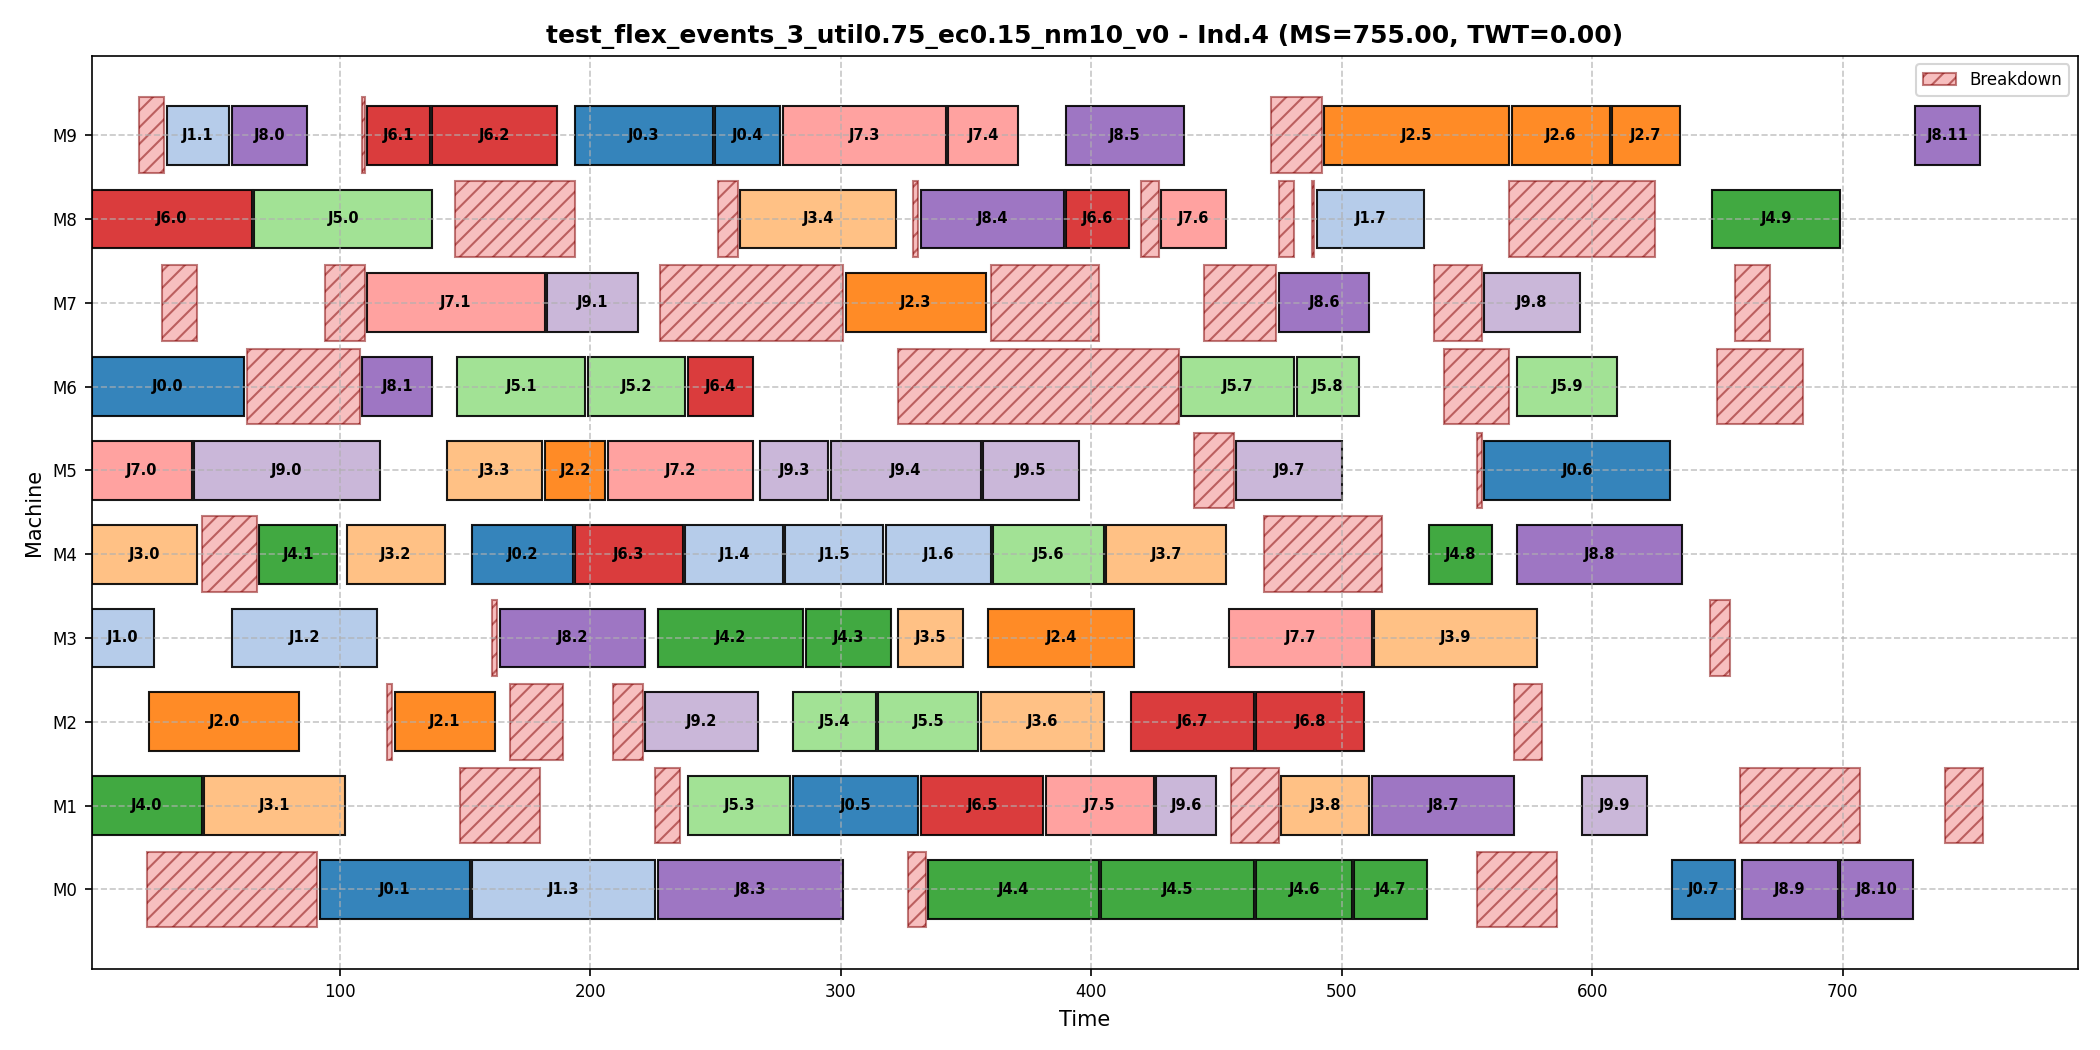 test_flex_events_3_util0.75_ec0.15_nm10_v0 - Ind.4 (MS=755.00, TWT=0.00)
Breakdown
M9 J1.1 J8.0 J6.1 J6.2 J0.3 J0.4 J7.3 J7.4 J8.5 J2.5 J2.6 J2.7 J8.11
M8 J6.0 J5.0 J3.4 J8.4 J6.6 J7.6 J1.7 J4.9
M7 J7.1 J9.1 J2.3 J8.6 J9.8
M6 J0.0 J8.1 J5.1 J5.2 J6.4 J5.7 J5.8 J5.9
M5 J7.0 J9.0 J3.3 J2.2 J7.2 J9.3 J9.4 J9.5 J9.7 J0.6
M4 J3.0 J4.1 J3.2 J0.2 J6.3 J1.4 J1.5 J1.6 J5.6 J3.7 J4.8 J8.8
M3 J1.0 J1.2 J8.2 J4.2 J4.3 J3.5 J2.4 J7.7 J3.9
M2 J2.0 J2.1 J9.2 J5.4 J5.5 J3.6 J6.7 J6.8
M1 J4.0 J3.1 J5.3 J0.5 J6.5 J7.5 J9.6 J3.8 J8.7 J9.9
M0 J0.1 J1.3 J8.3 J4.4 J4.5 J4.6 J4.7 J0.7 J8.9 J8.10
Machine
100 200 300 400 500 600 700
Time